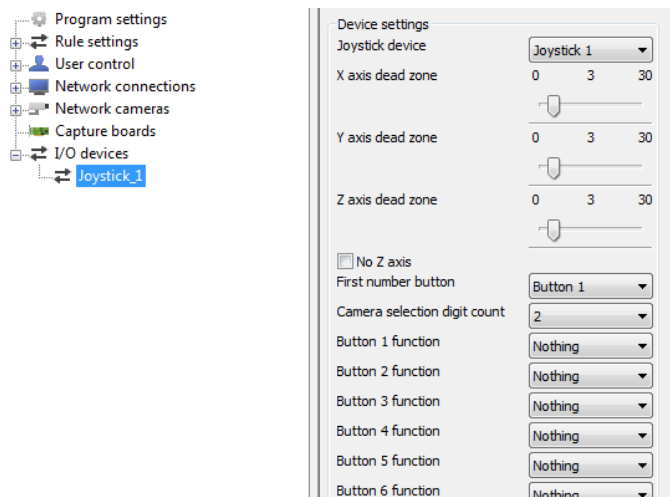 Program settings
Rule settings
User control
Network connections
Network cameras
Capture boards
I/O devices
Joystick_1
Device settings
Joystick device Joystick 1
X axis dead zone 0 3 30
Y axis dead zone 0 3 30
Z axis dead zone 0 3 30
No Z axis
First number button Button 1
Camera selection digit count 2
Button 1 function Nothing
Button 2 function Nothing
Button 3 function Nothing
Button 4 function Nothing
Button 5 function Nothing
Button 6 function Nothing